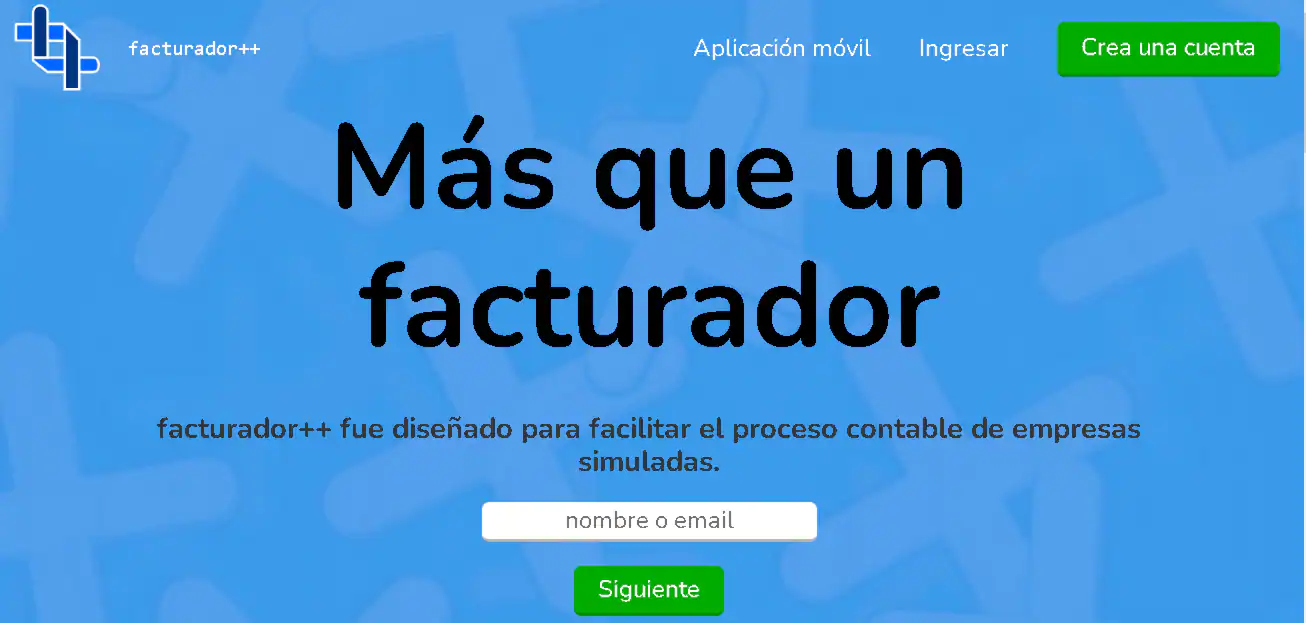 facturador++
Aplicación móvil
Ingresar
Crea una cuenta
Más que un
facturador
facturador++ fue diseñado para facilitar el proceso contable de empresas
simuladas.
nombre o email
Siguiente